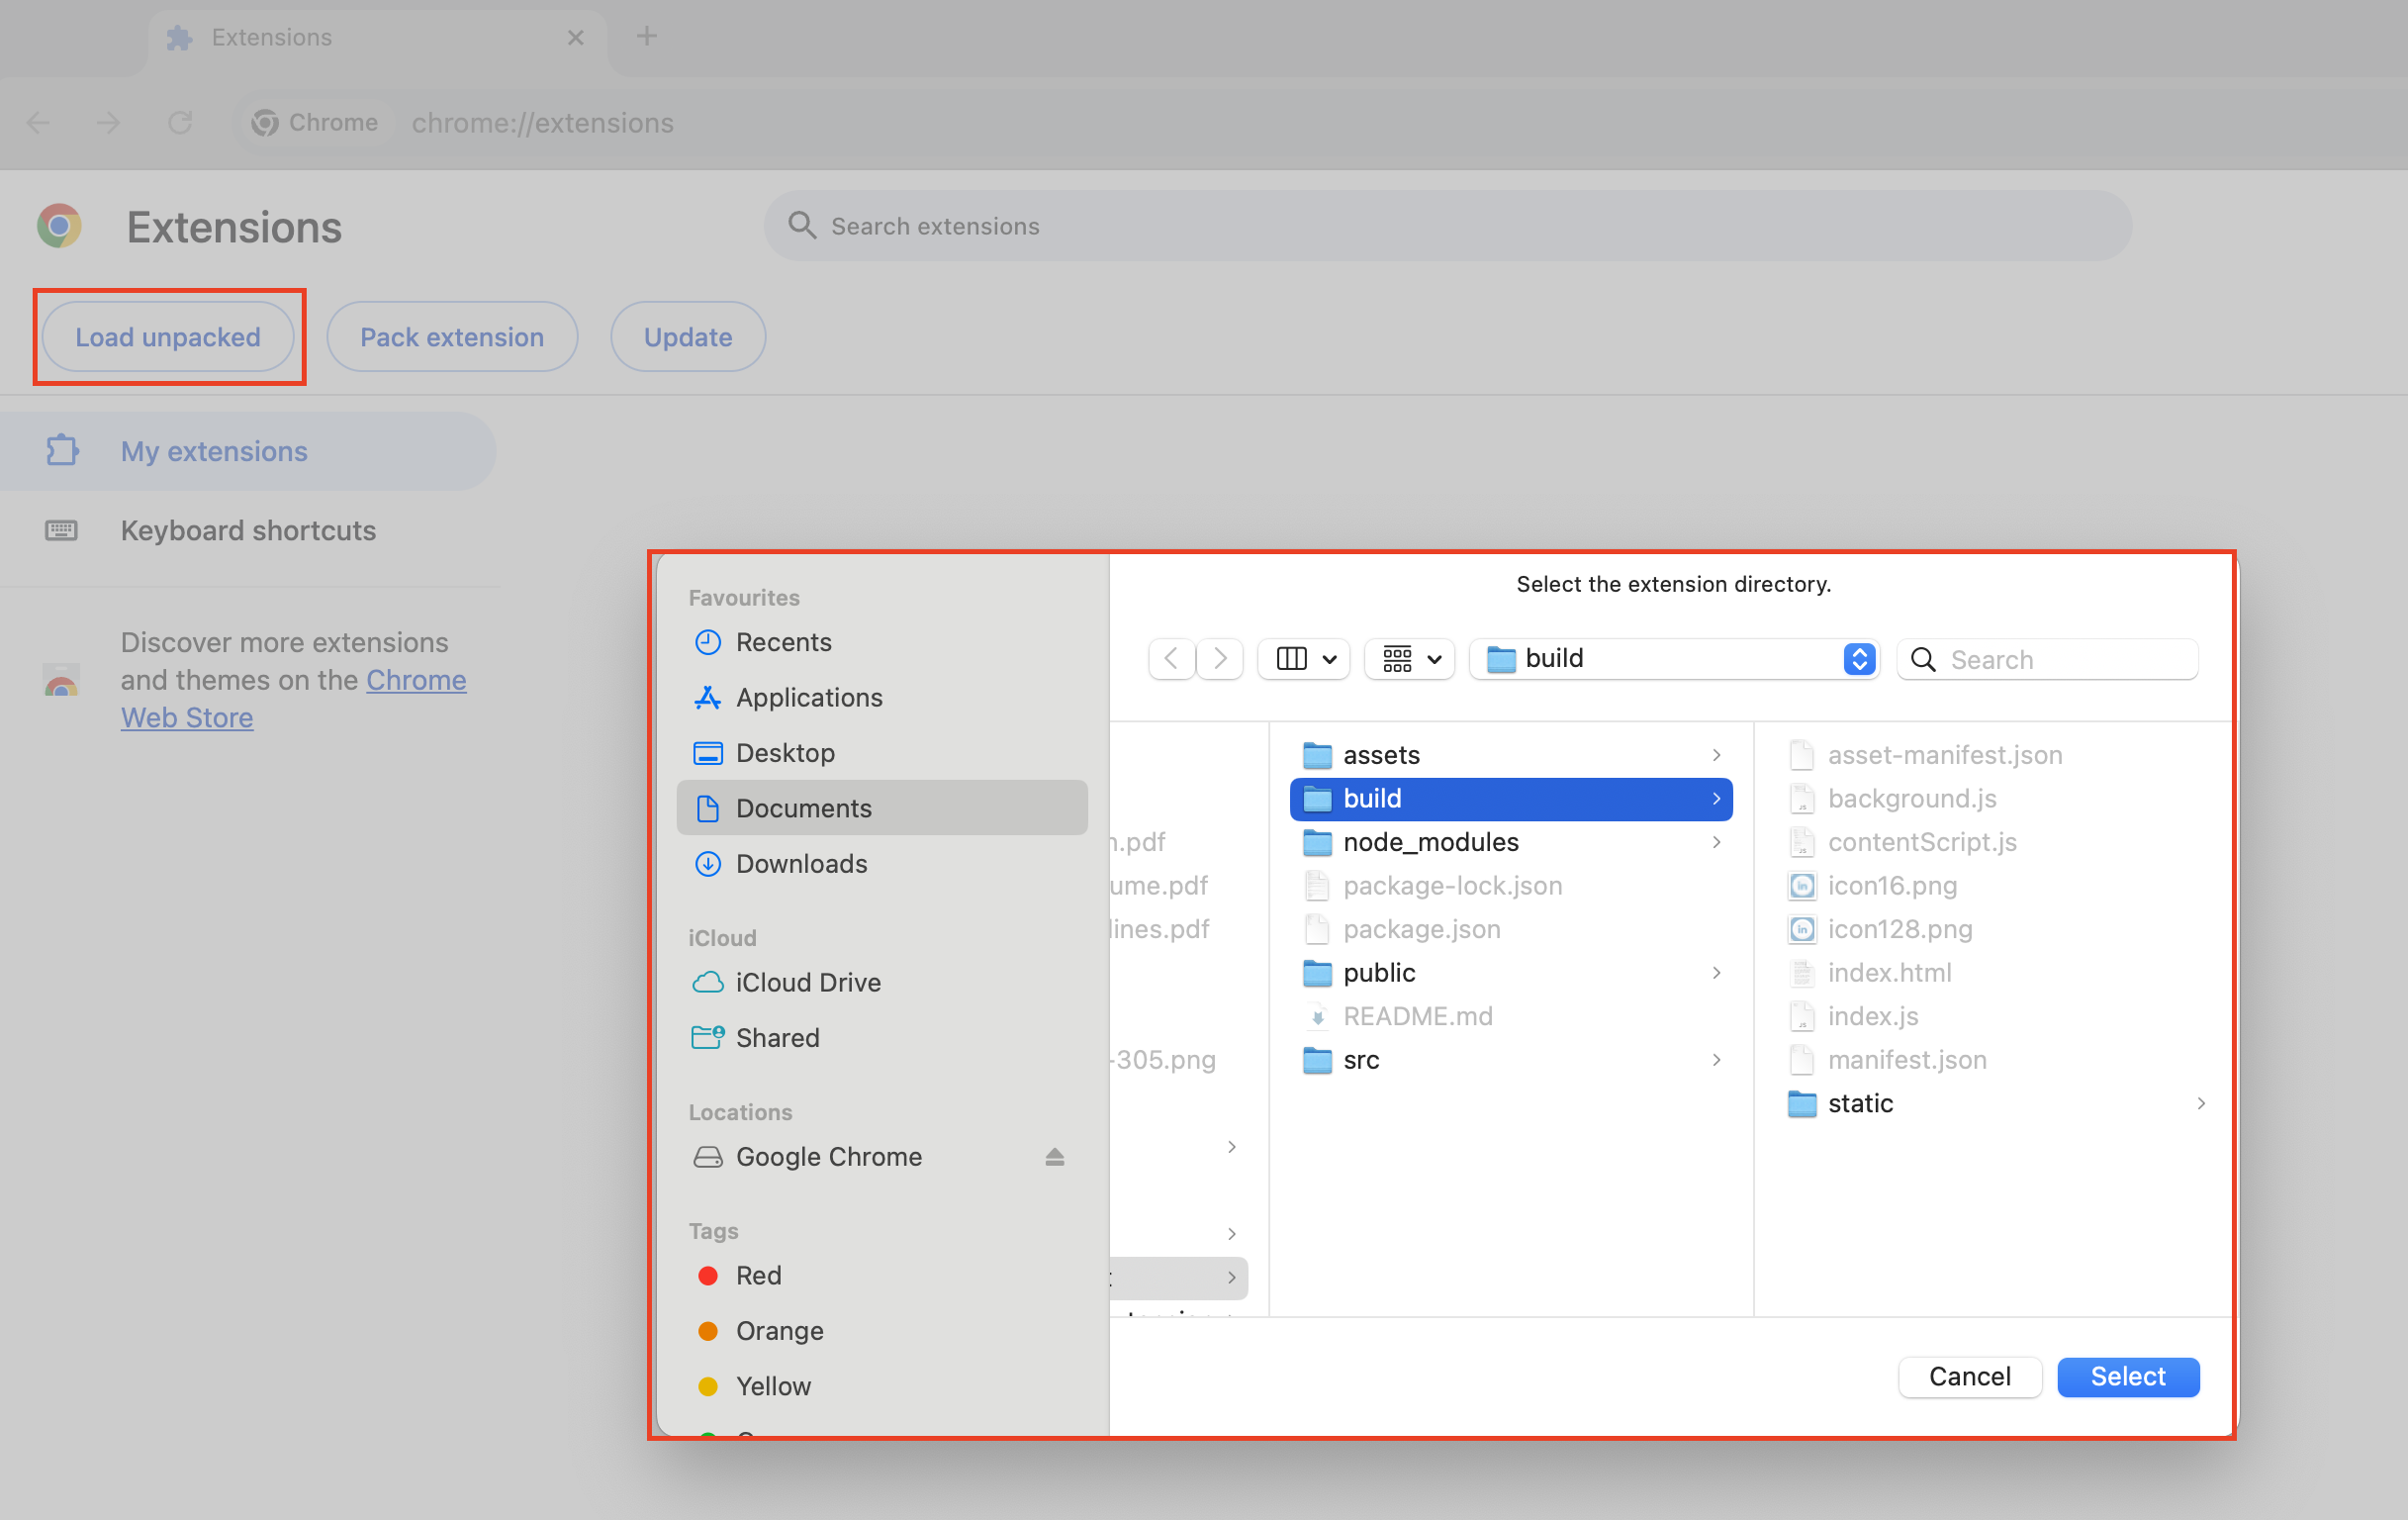 Extensions
Chrome
chrome://extensions
Extensions
Search extensions
Load unpacked
Pack extension
Update
My extensions
Keyboard shortcuts
Discover more extensions
and themes on the Chrome
Web Store
Favourites
Recents
Applications
Desktop
Documents
Downloads
iCloud
iCloud Drive
Shared
Locations
Google Chrome
Tags
Red
Orange
Yellow
Select the extension directory.
build
Search
.pdf
ume.pdf
lines.pdf
-305.png
assets
build
node_modules
package-lock.json
package.json
public
README.md
src
asset-manifest.json
background.js
contentScript.js
icon16.png
icon128.png
index.html
index.js
manifest.json
static
Cancel
Select